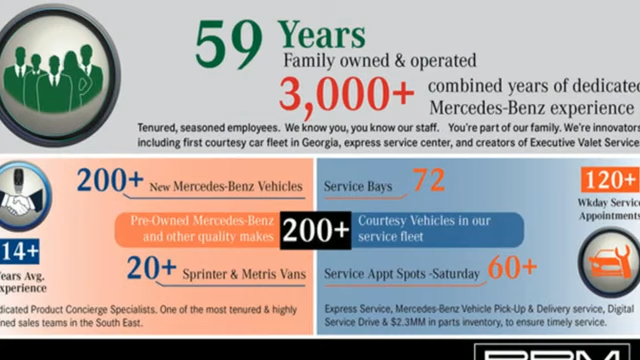 59 Years
Family owned & operated
3,000+ combined years of dedicated
Mercedes-Benz experience
Tenured, seasoned employees. We know you, you know our staff. You're part of our family. We're innovators
including first courtesy car fleet in Georgia, express service center, and creators of Executive Valet Service
200+ New Mercedes-Benz Vehicles
Pre-Owned Mercedes-Benz
and other quality makes
200+
20+ Sprinter & Metris Vans
14+
Years Avg.
experience
dicated Product Concierge Specialists. One of the most tenured & highly
ned sales teams in the South East.
Service Bays 72
Courtesy Vehicles in our
service fleet
Service Appt Spots -Saturday 60+
120+
Wkday Service
Appointments
Express Service, Mercedes-Benz Vehicle Pick-Up & Delivery service, Digital
Service Drive & $2.3MM in parts inventory, to ensure timely service.